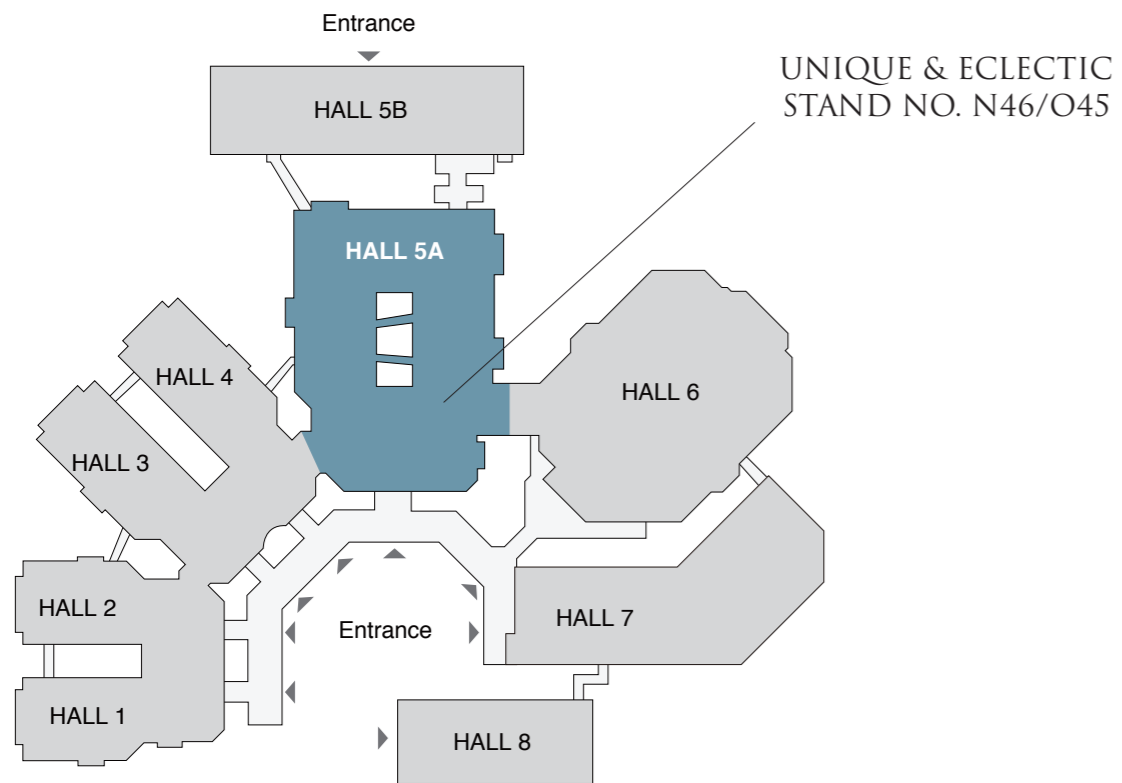 Entrance
UNIQUE & ECLECTIC
STAND NO. N46/O45
HALL 5B
HALL 5A
HALL 4
HALL 6
HALL 3
HALL 2
HALL 7
Entrance
HALL 1
HALL 8